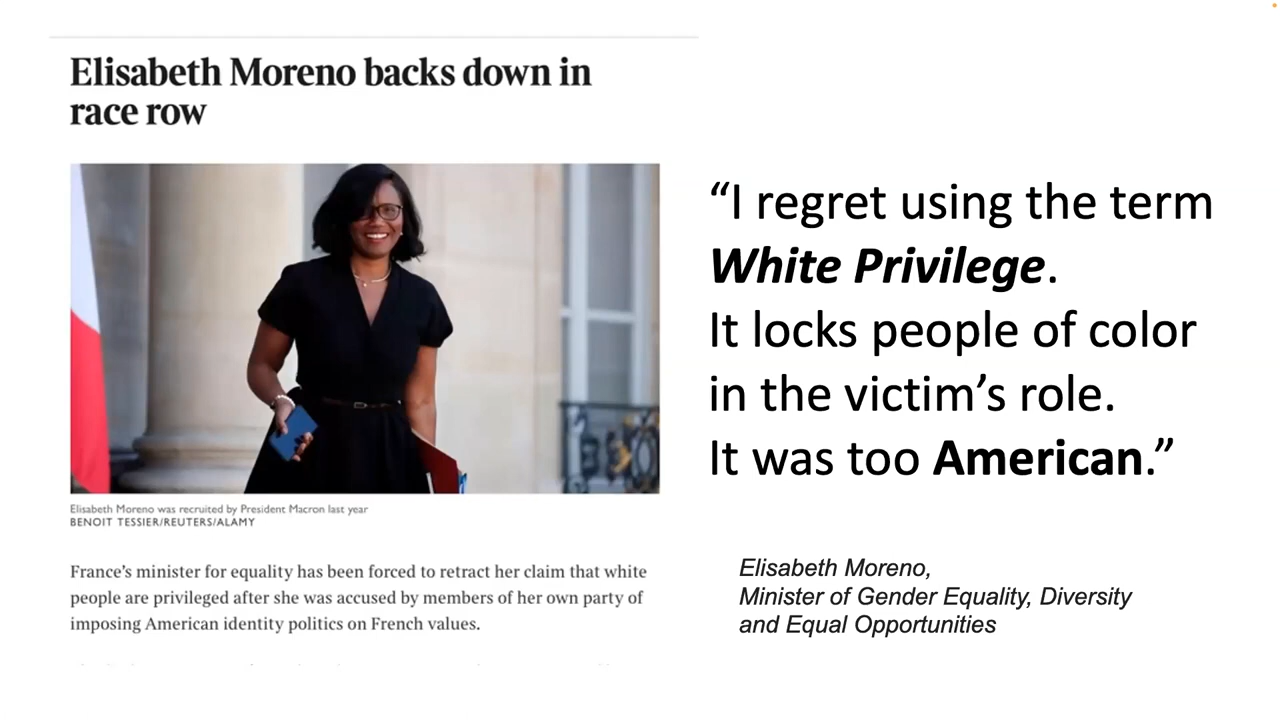 Elisabeth Moreno backs down in
race row
Elisabeth Moreno was recruited by President Macron last year
BENOIT TESSIER/REUTERS/ALAMY
France's minister for equality has been forced to retract her claim that white
people are privileged after she was accused by members of her own party of
imposing American identity politics on French values.
“I regret using the term
White Privilege.
It locks people of color
in the victim’s role.
It was too American.”
Elisabeth Moreno,
Minister of Gender Equality, Diversity
and Equal Opportunities